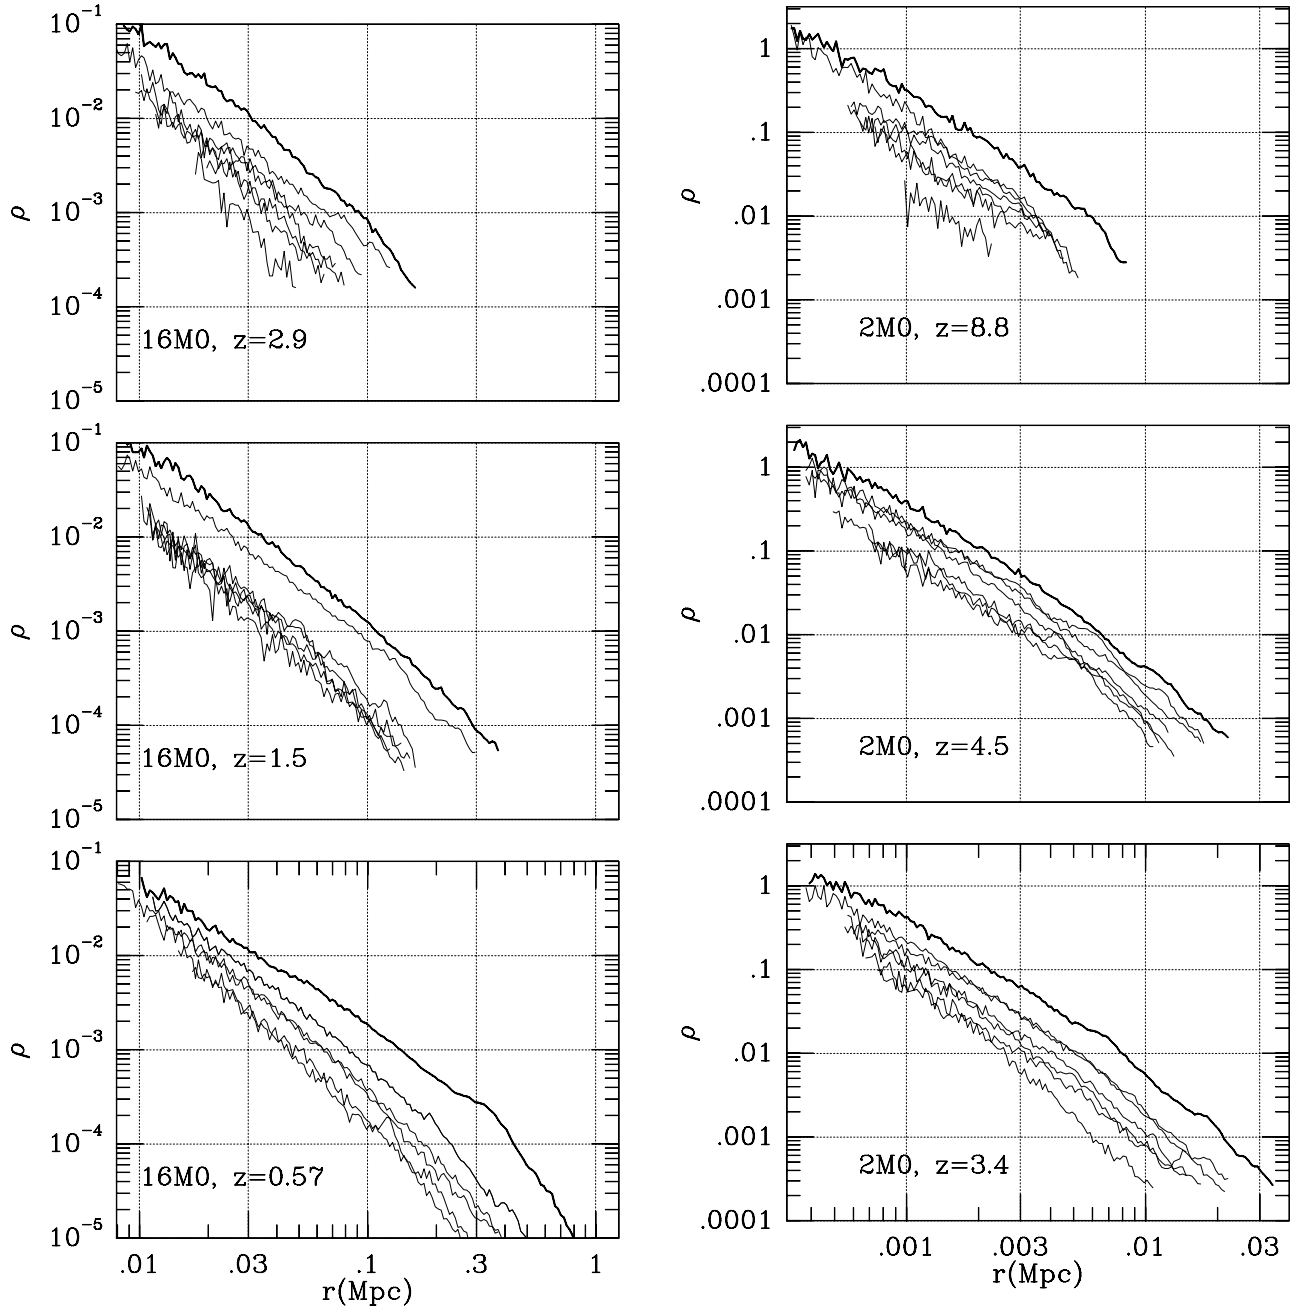 10⁻¹
10⁻²
10⁻³
10⁻⁴
10⁻⁵
ρ
16M0, z=2.9
1
.1
.01
.001
.0001
ρ
2M0, z=8.8
10⁻¹
10⁻²
10⁻³
10⁻⁴
10⁻⁵
ρ
16M0, z=1.5
1
.1
.01
.001
.0001
ρ
2M0, z=4.5
10⁻¹
10⁻²
10⁻³
10⁻⁴
10⁻⁵
ρ
16M0, z=0.57
.01 .03 .1 .3 1
r(Mpc)
1
.1
.01
.001
.0001
ρ
2M0, z=3.4
.001 .003 .01 .03
r(Mpc)